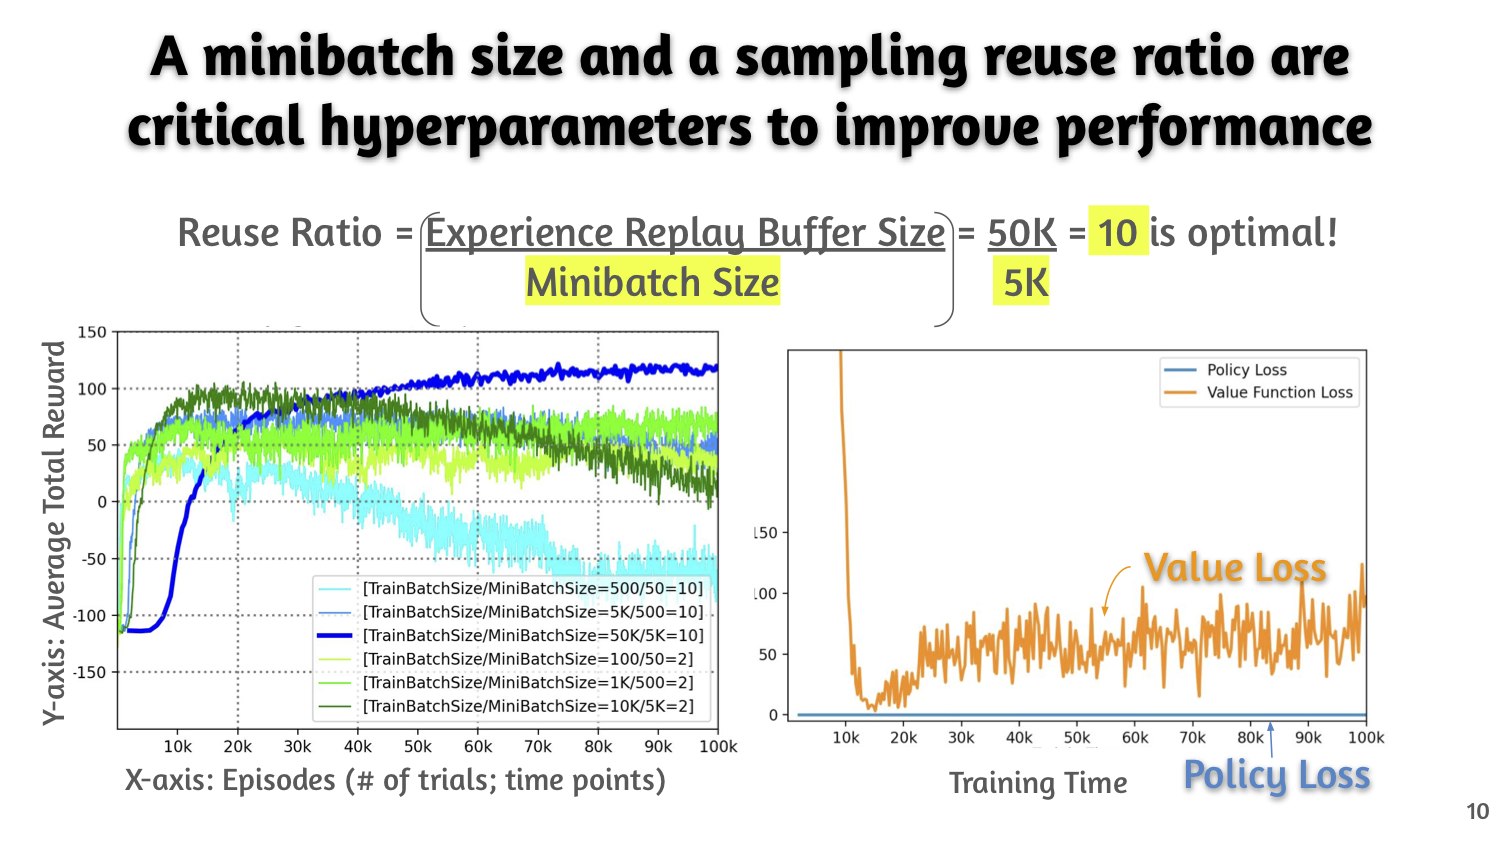 A minibatch size and a sampling reuse ratio are
critical hyperparameters to improve performance
Reuse Ratio = Experience Replay Buffer Size = 50K = 10 is optimal!
Minibatch Size 5K
Y-axis: Average Total Reward
150
100
50
0
-50
-100
-150
[TrainBatchSize/MiniBatchSize=500/50=10]
[TrainBatchSize/MiniBatchSize=5K/500=10]
[TrainBatchSize/MiniBatchSize=50K/5K=10]
[TrainBatchSize/MiniBatchSize=100/50=2]
[TrainBatchSize/MiniBatchSize=1K/500=2]
[TrainBatchSize/MiniBatchSize=10K/5K=2]
10k 20k 30k 40k 50k 60k 70k 80k 90k 100k
X-axis: Episodes (# of trials; time points)
Policy Loss
Value Function Loss
150
100
50
0
Value Loss
10k 20k 30k 40k 50k 60k 70k 80k 90k 100k
Training Time
Policy Loss
10